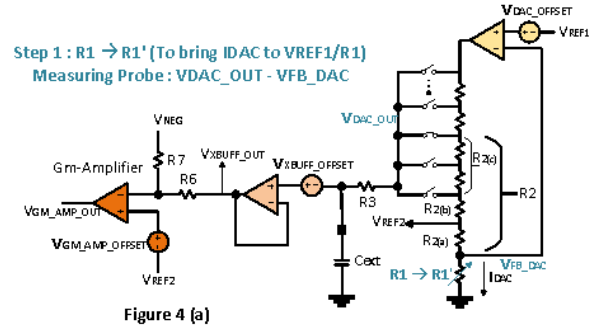 VDAC_OFFSET
VREF1
Step 1 : R1 → R1' (To bring IDAC to VREF1/R1)
Measuring Probe : VDAC_OUT - VFB_DAC
VDAC_OUT
VNEG
Gm-Amplifier
R7
VXBUFF_OUT
VXBUFF_OFFSET
R6
R3
R2(c)
R2
R2(b)
VREF2
R2(a)
VGM_AMP_OUT
VGM_AMP_OFFSET
VREF2
Cext
R1 → R1'
VFB_DAC
IDAC
Figure 4 (a)